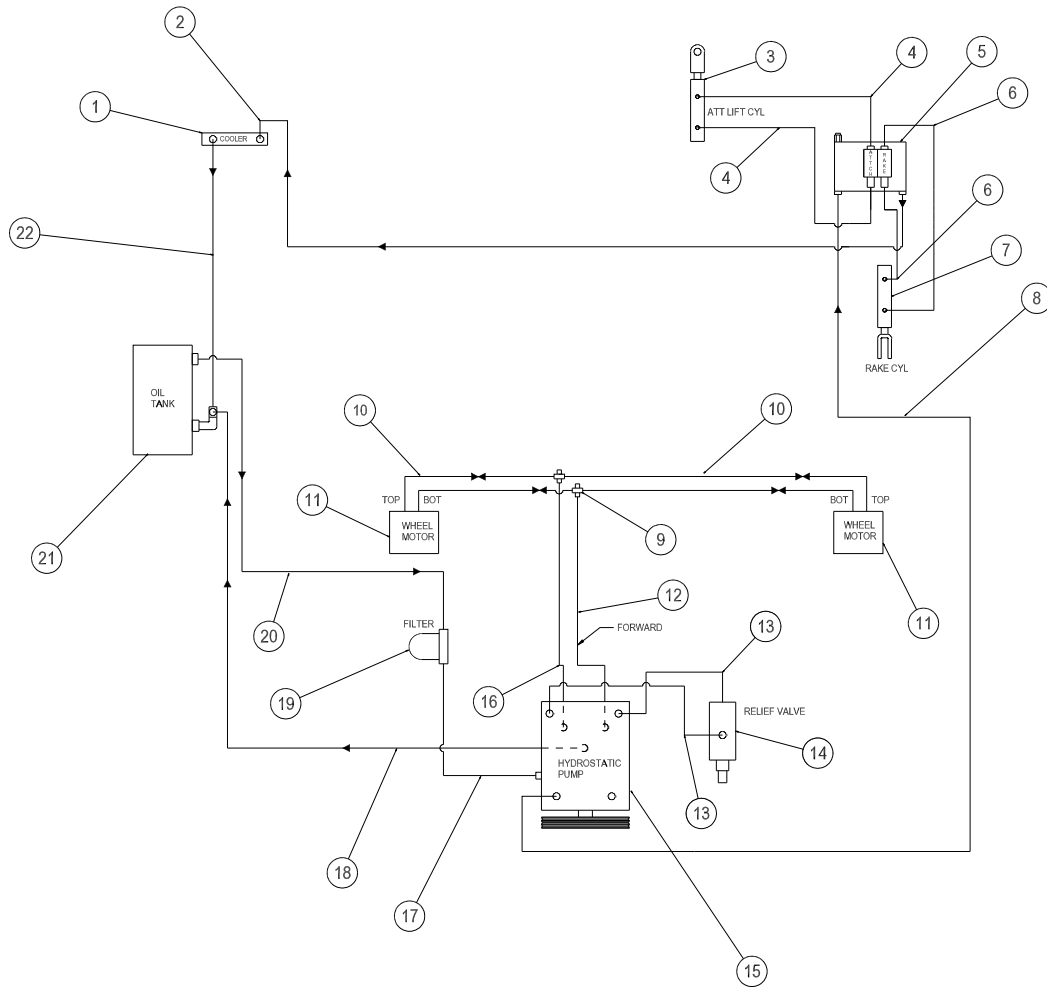 2
3
4
5
1
6
COOLER
ATT LIFT CYL
ATTCH
RAKE
4
6
22
7
8
RAKE CYL
OIL
TANK
10
10
TOP
BOT
BOT
TOP
11
WHEEL
MOTOR
9
WHEEL
MOTOR
21
12
20
FILTER
FORWARD
13
11
19
16
RELIEF VALVE
14
HYDROSTATIC
PUMP
13
18
17
15